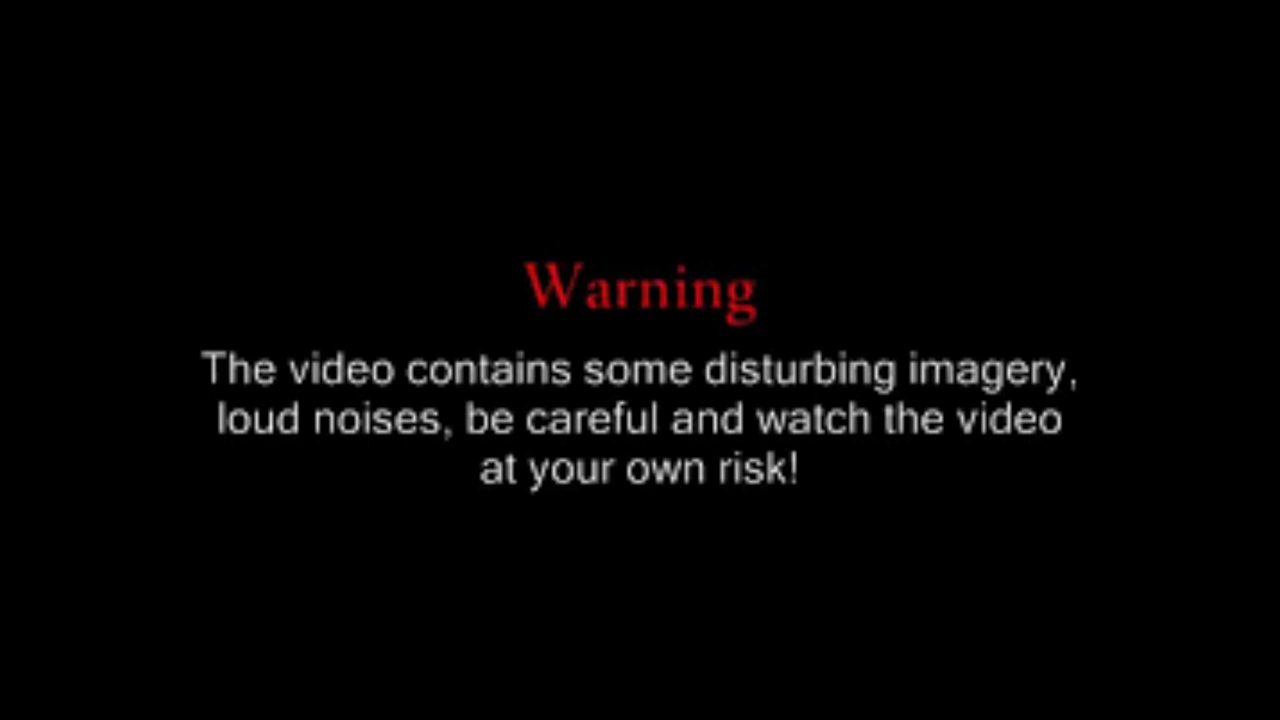 Warning
The video contains some disturbing imagery,
loud noises, be careful and watch the video
at your own risk!